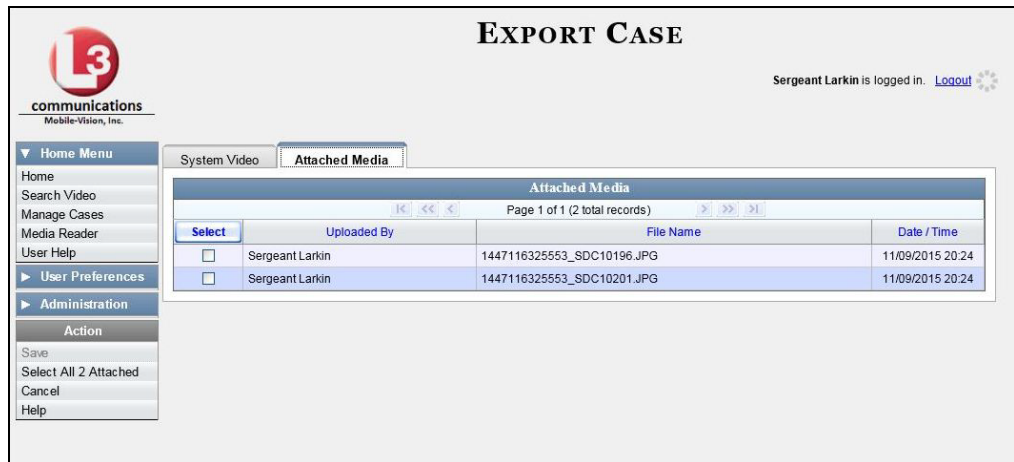 EXPORT CASE
L3
communications
Mobile-Vision, Inc.
Sergeant Larkin is logged in. Logout
Home Menu
Home
Search Video
Manage Cases
Media Reader
User Help
User Preferences
Administration
Action
Save
Select All 2 Attached
Cancel
Help
System Video Attached Media
Attached Media
|< << < Page 1 of 1 (2 total records) > >> >|
Select Uploaded By File Name Date / Time
Sergeant Larkin 1447116325553_SDC10196.JPG 11/09/2015 20:24
Sergeant Larkin 1447116325553_SDC10201.JPG 11/09/2015 20:24